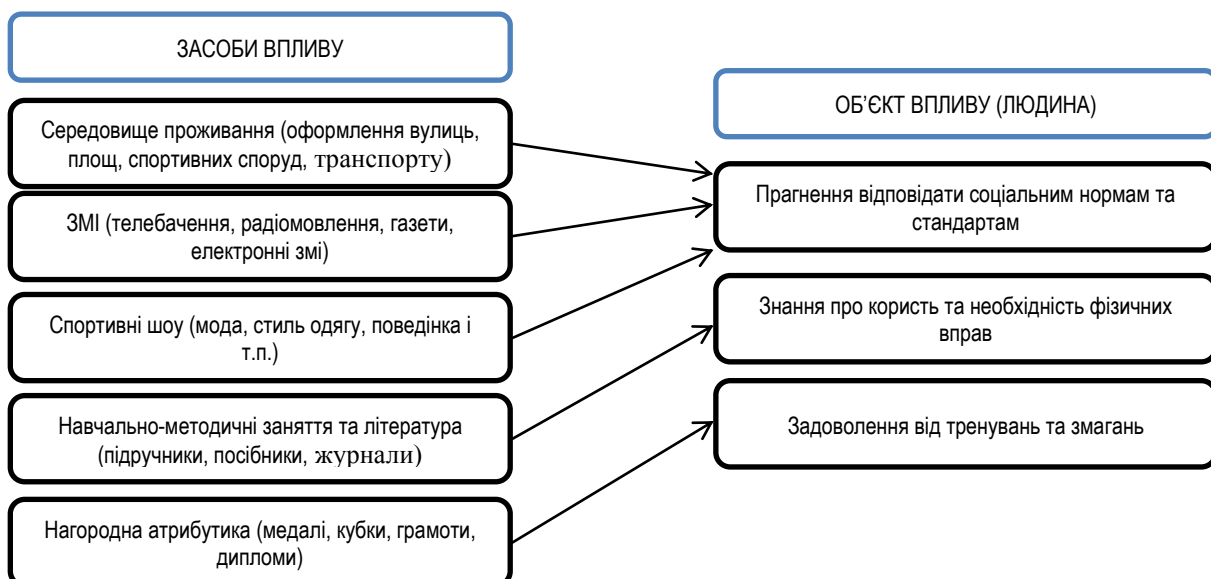 ЗАСОБИ ВПЛИВУ
Середовище проживання (оформлення вулиць,
площ, спортивних споруд, транспорту)
ЗМІ (телебачення, радіомовлення, газети,
електронні змі)
Спортивні шоу (мода, стиль одягу, поведінка і
т.п.)
Навчально-методичні заняття та література
(підручники, посібники, журнали)
Нагородна атрибутика (медалі, кубки, грамоти,
дипломи)
ОБ’ЄКТ ВПЛИВУ (ЛЮДИНА)
Прагнення відповідати соціальним нормам та
стандартам
Знання про користь та необхідність фізичних
вправ
Задоволення від тренувань та змагань